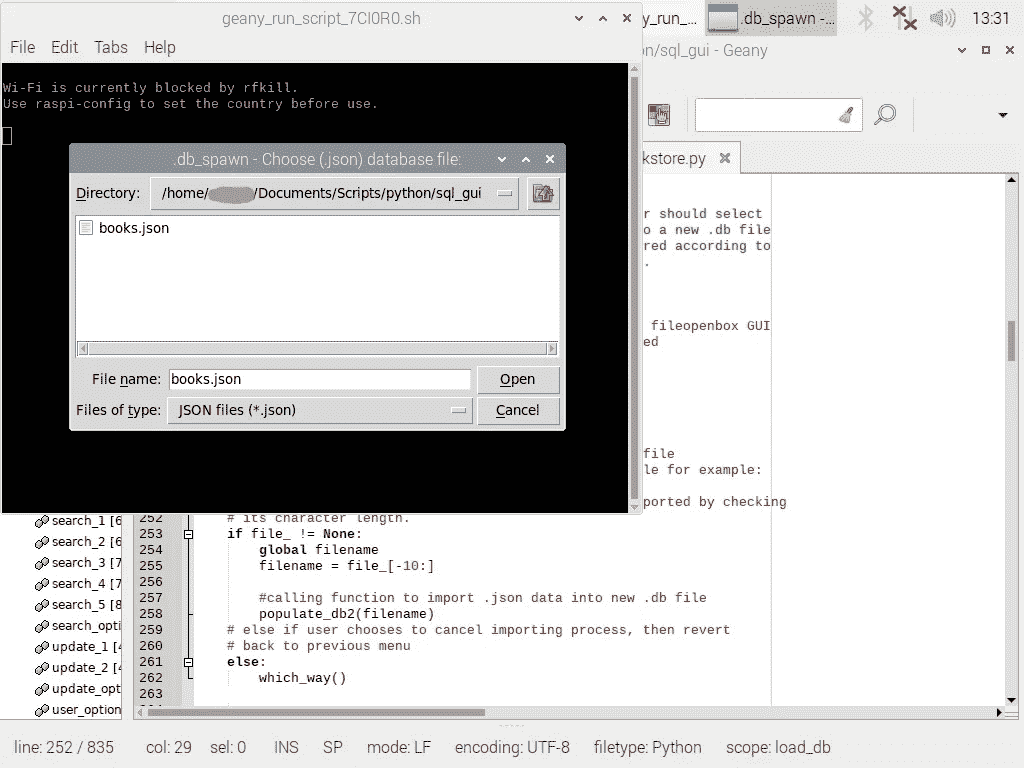 geany_run_script_7CI0R0.sh
y_run_...
.db_spawn -...
13:31
File Edit Tabs Help
n/sql_gui - Geany
Wi-Fi is currently blocked by rfkill.
Use raspi-config to set the country before use.
kstore.py
.db_spawn - Choose (.json) database file:
Directory: /home/ /Documents/Scripts/python/sql_gui
books.json
File name: books.json Open
Files of type: JSON files (*.json) Cancel
r should select
o a new .db file
red according to
.
fileopenbox GUI
ed
file
le for example:
ported by checking
search_1 [6
search_2 [6
search_3 [7
search_4 [7
search_5 [8
search_opti
update_1 [4
update_2 [4
update_opt
user_option
252 # its character length.
253 if file_ != None:
254 global filename
255 filename = file_[-10:]
256
257 #calling function to import .json data into new .db file
258 populate_db2(filename)
259 # else if user chooses to cancel importing process, then revert
260 # back to previous menu
261 else:
262 which_way()
263
line: 252 / 835 col: 29 sel: 0 INS SP mode: LF encoding: UTF-8 filetype: Python scope: load_db